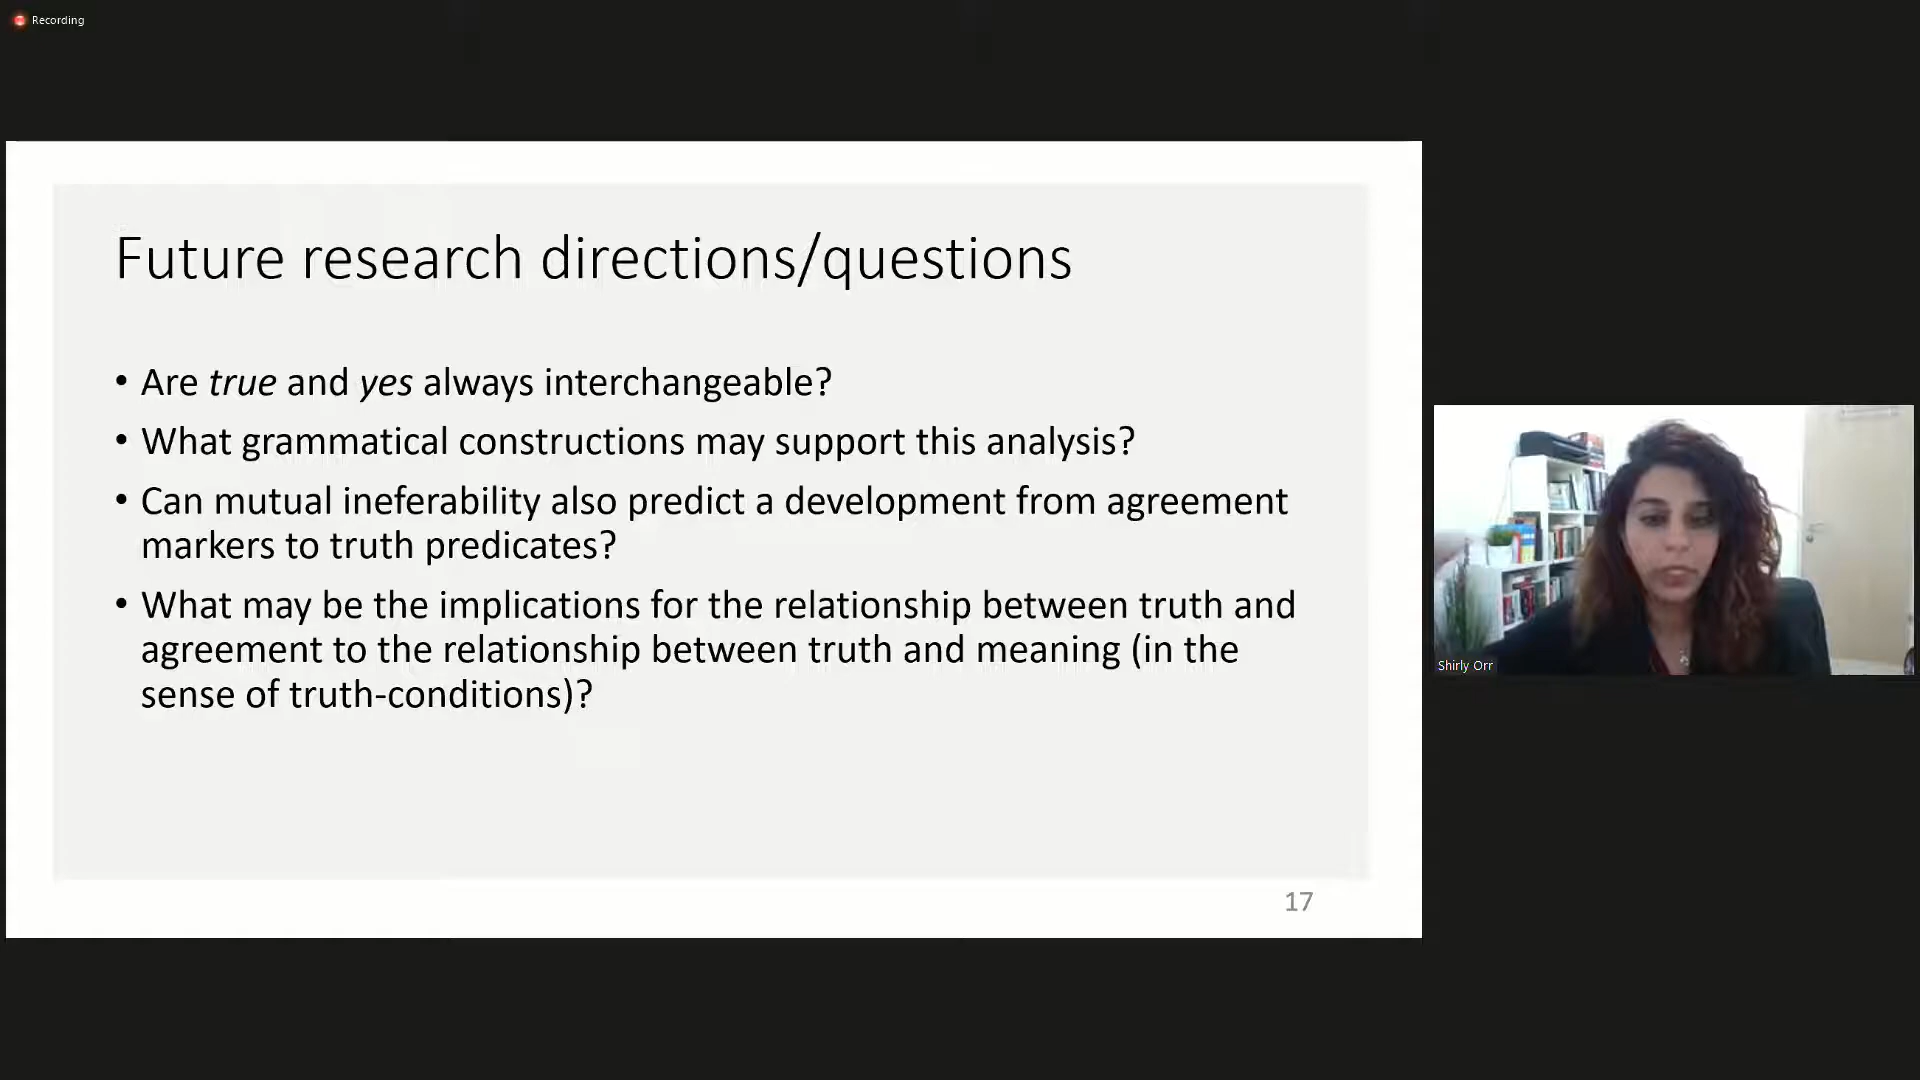 Recording
Future research directions/questions
• Are true and yes always interchangeable?
• What grammatical constructions may support this analysis?
• Can mutual ineferability also predict a development from agreement
markers to truth predicates?
• What may be the implications for the relationship between truth and
agreement to the relationship between truth and meaning (in the
sense of truth-conditions)?
Shirly Orr
17